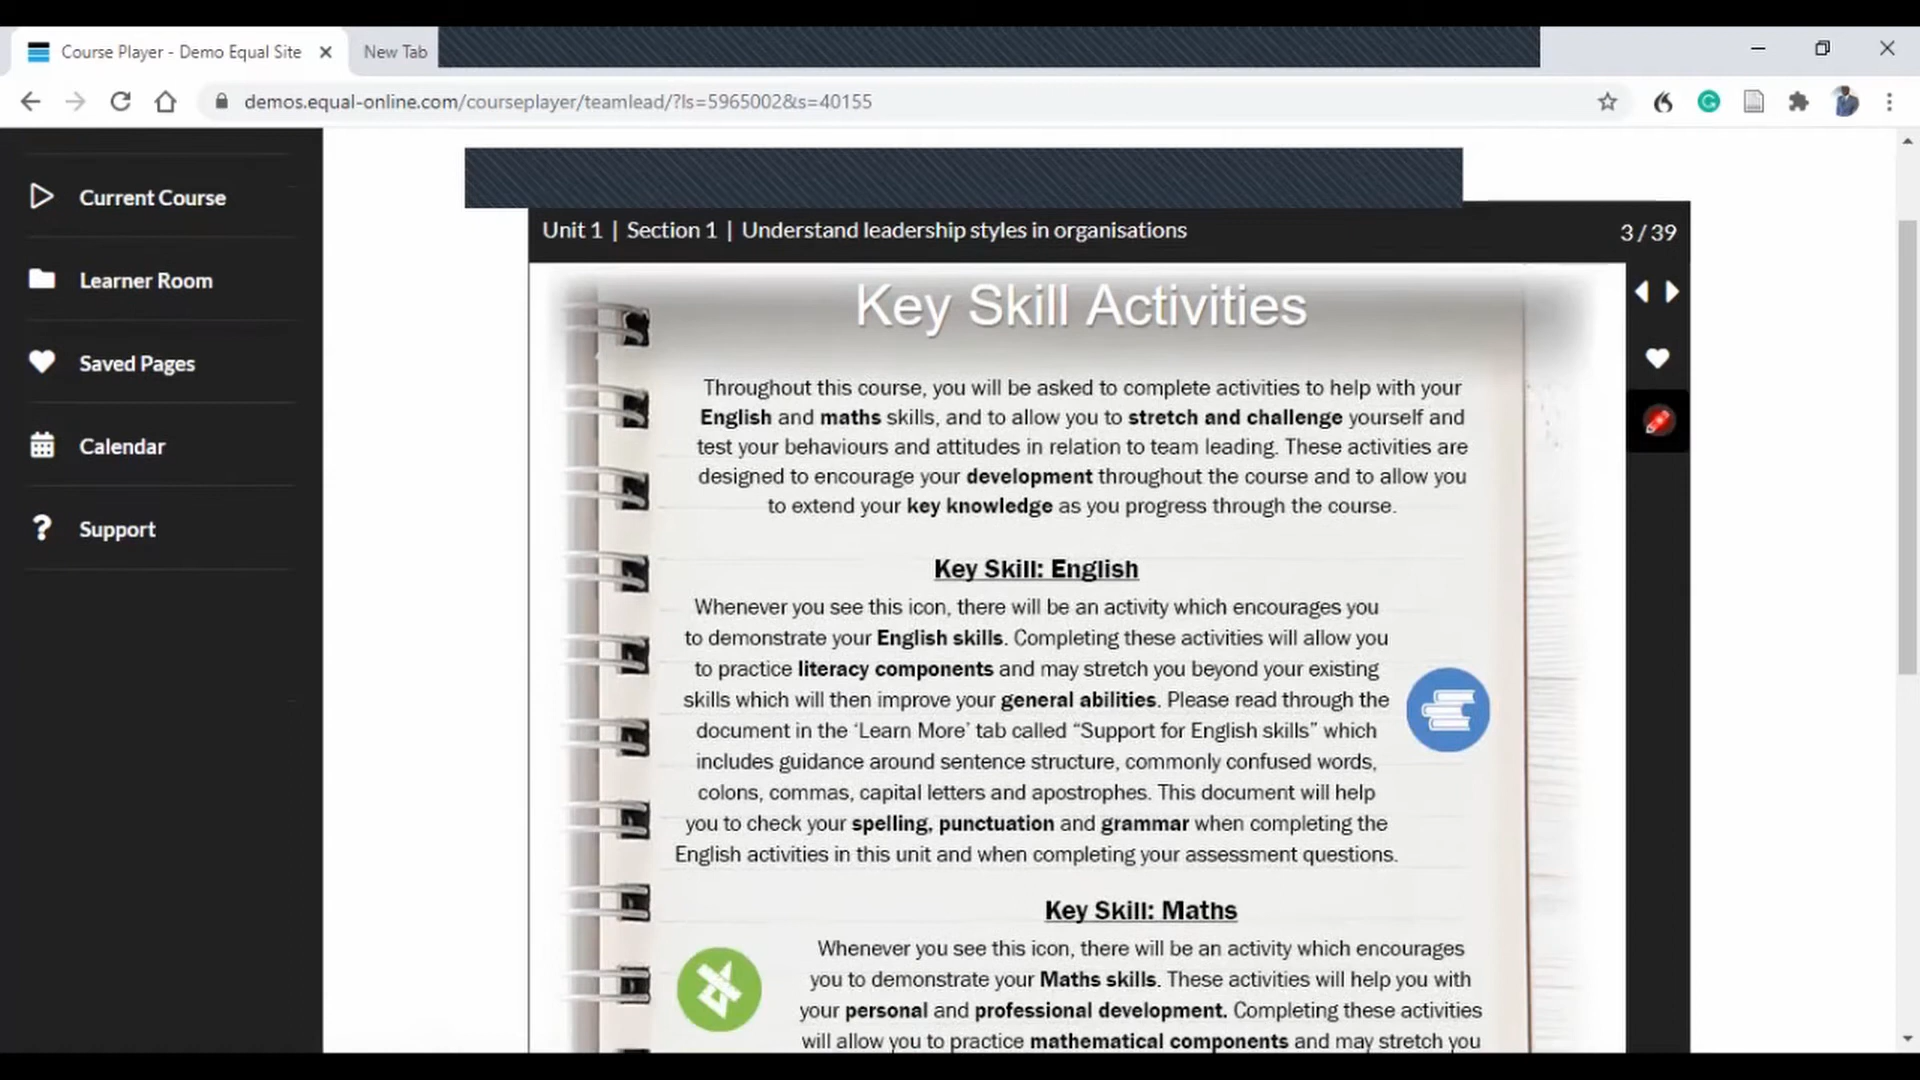 Course Player - Demo Equal Site
New Tab
demos.equal-online.com/courseplayer/teamlead/?ls=5965002&s=40155
Current Course
Learner Room
Saved Pages
Calendar
Support
Unit 1 | Section 1 | Understand leadership styles in organisations
3 / 39
Key Skill Activities
Throughout this course, you will be asked to complete activities to help with your
English and maths skills, and to allow you to stretch and challenge yourself and
test your behaviours and attitudes in relation to team leading. These activities are
designed to encourage your development throughout the course and to allow you
to extend your key knowledge as you progress through the course.
Key Skill: English
Whenever you see this icon, there will be an activity which encourages you
to demonstrate your English skills. Completing these activities will allow you
to practice literacy components and may stretch you beyond your existing
skills which will then improve your general abilities. Please read through the
document in the ‘Learn More’ tab called “Support for English skills” which
includes guidance around sentence structure, commonly confused words,
colons, commas, capital letters and apostrophes. This document will help
you to check your spelling, punctuation and grammar when completing the
English activities in this unit and when completing your assessment questions.
Key Skill: Maths
Whenever you see this icon, there will be an activity which encourages
you to demonstrate your Maths skills. These activities will help you with
your personal and professional development. Completing these activities
will allow you to practice mathematical components and may stretch you